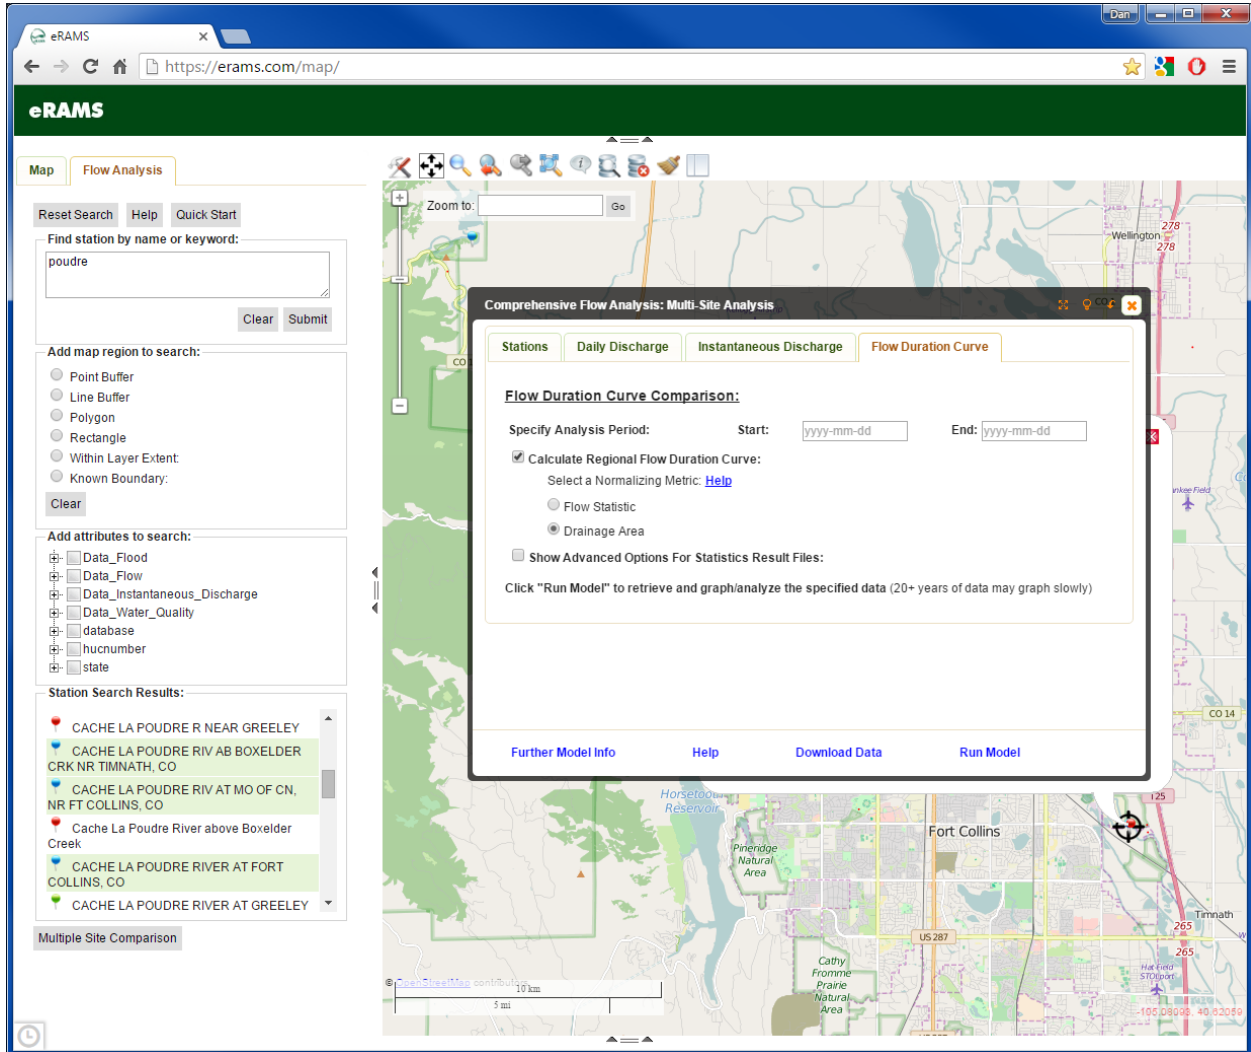 Dan
eRAMS
https://erams.com/map/
eRAMS
Map
Flow Analysis
Reset Search
Help
Quick Start
Find station by name or keyword:
poudre
Clear
Submit
Add map region to search:
Point Buffer
Line Buffer
Polygon
Rectangle
Within Layer Extent:
Known Boundary:
Clear
Add attributes to search:
Data_Flood
Data_Flow
Data_Instantaneous_Discharge
Data_Water_Quality
database
hucnumber
state
Station Search Results:
CACHE LA POUDRE R NEAR GREELEY
CACHE LA POUDRE RIV AB BOXELDER
CRK NR TIMNATH, CO
CACHE LA POUDRE RIV AT MO OF CN,
NR FT COLLINS, CO
Cache La Poudre River above Boxelder
Creek
CACHE LA POUDRE RIVER AT FORT
COLLINS, CO
CACHE LA POUDRE RIVER AT GREELEY
Multiple Site Comparison
Zoom to:
Go
278
Wellington
278
Comprehensive Flow Analysis: Multi-Site Analysis
Stations
Daily Discharge
Instantaneous Discharge
Flow Duration Curve
Flow Duration Curve Comparison:
Specify Analysis Period:
Start:
yyyy-mm-dd
End:
yyyy-mm-dd
Calculate Regional Flow Duration Curve:
Select a Normalizing Metric: Help
Flow Statistic
Drainage Area
Show Advanced Options For Statistics Result Files:
Click "Run Model" to retrieve and graph/analyze the specified data (20+ years of data may graph slowly)
Further Model Info
Help
Download Data
Run Model
CO 14
Horsetooth
Reservoir
I 25
Fort Collins
Pineridge
Natural
Area
Timnath
265
US 287
265
Cathy
Fromme
Prairie
Natural
Area
© OpenStreetMap contributors
10 km
5 mi
-105.08093, 40.62059